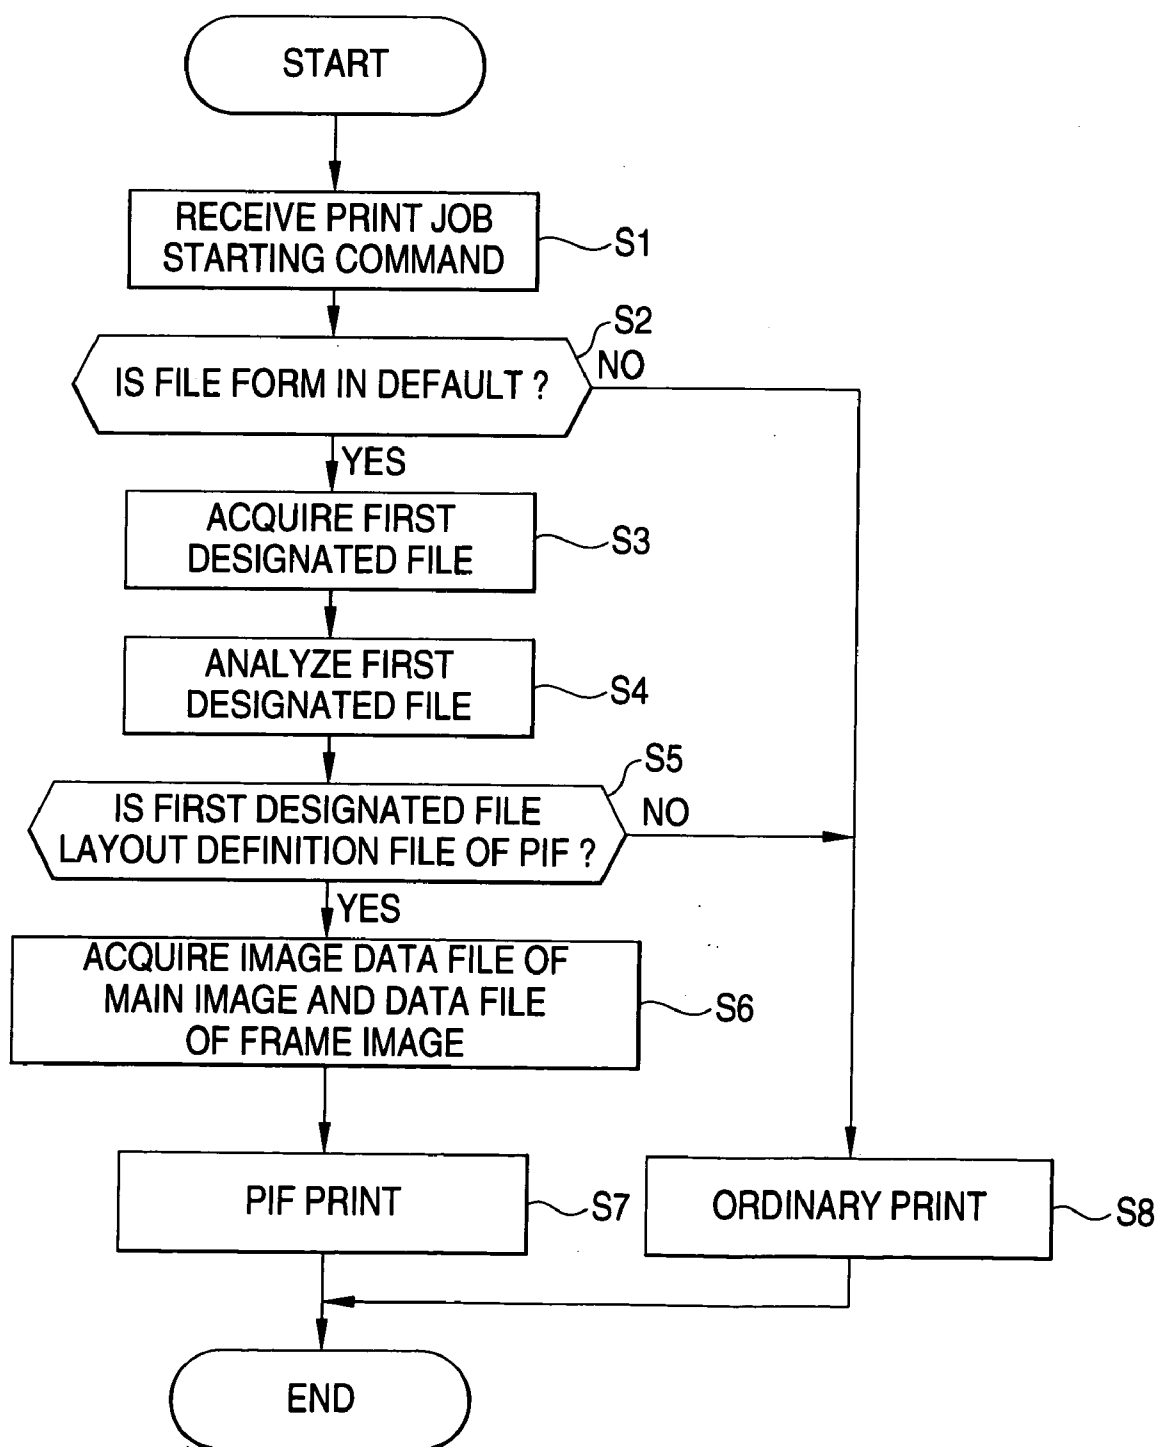 START
RECEIVE PRINT JOB
STARTING COMMAND
S1
S2
IS FILE FORM IN DEFAULT ?
NO
YES
ACQUIRE FIRST
DESIGNATED FILE
S3
ANALYZE FIRST
DESIGNATED FILE
S4
S5
IS FIRST DESIGNATED FILE
LAYOUT DEFINITION FILE OF PIF ?
NO
YES
ACQUIRE IMAGE DATA FILE OF
MAIN IMAGE AND DATA FILE
OF FRAME IMAGE
S6
PIF PRINT
S7
ORDINARY PRINT
S8
END